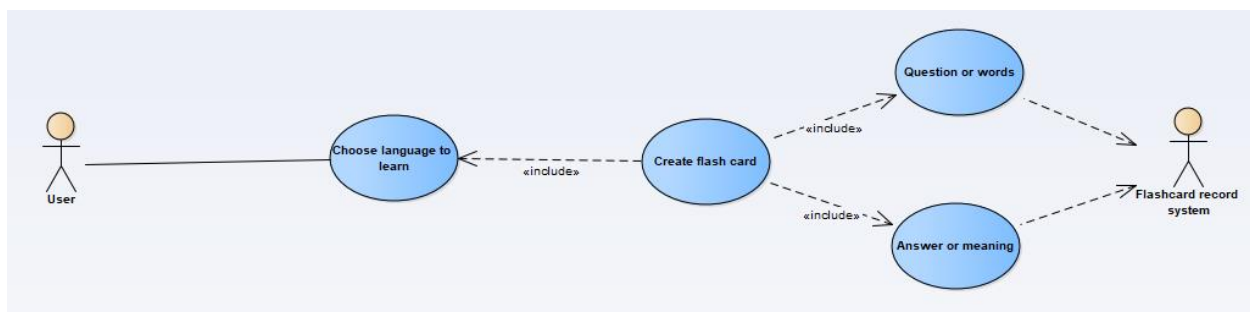 Question or words
«include»
Choose language to
learn
«include»
Create flash card
User
Flashcard record
system
«include»
Answer or meaning